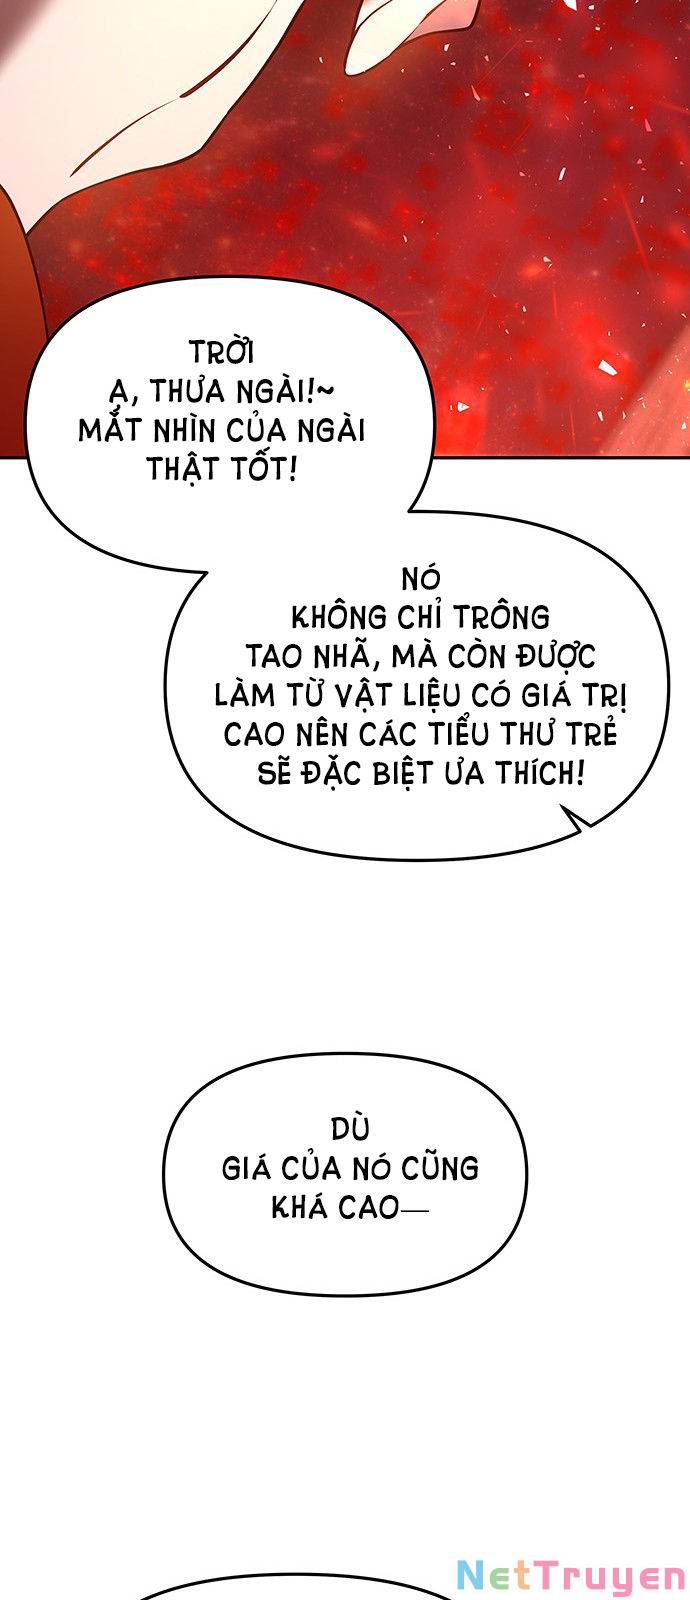 TRỜI
Ạ, THƯA NGÀI!~
MẮT NHÌN CỦA NGÀI
THẬT TỐT!
NÓ
KHÔNG CHỈ TRÔNG
TAO NHÃ, MÀ CÒN ĐƯỢC
LÀM TỪ VẬT LIỆU CÓ GIÁ TRỊ
CAO NÊN CÁC TIỂU THƯ TRẺ
SẼ ĐẶC BIỆT ƯA THÍCH!
DÙ
GIÁ CỦA NÓ CŨNG
KHÁ CAO—
NetTruyen